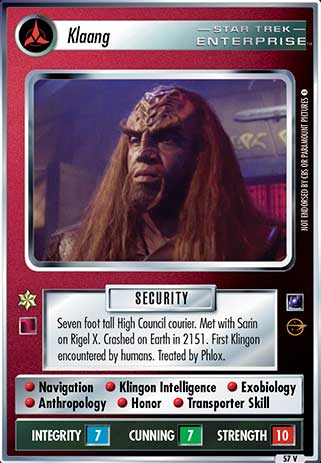 Klaang
STAR TREK
ENTERPRISE™
NOT ENDORSED BY CBS OR PARAMOUNT PICTURES
SECURITY
Seven foot tall High Council courier. Met with Sarin
on Rigel X. Crashed on Earth in 2151. First Klingon
encountered by humans. Treated by Phlox.
Navigation Klingon Intelligence Exobiology
Anthropology Honor Transporter Skill
INTEGRITY 7 CUNNING 7 STRENGTH 10
57 V